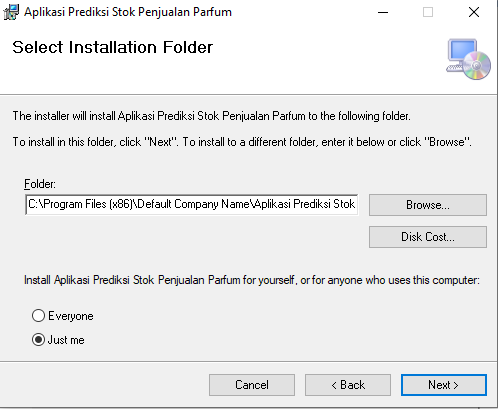 Aplikasi Prediksi Stok Penjualan Parfum
Select Installation Folder
The installer will install Aplikasi Prediksi Stok Penjualan Parfum to the following folder.
To install in this folder, click "Next". To install to a different folder, enter it below or click "Browse".
Folder:
C:\Program Files (x86)\Default Company Name\Aplikasi Prediksi Stok
Browse...
Disk Cost...
Install Aplikasi Prediksi Stok Penjualan Parfum for yourself, or for anyone who uses this computer:
Everyone
Just me
Cancel
< Back
Next >